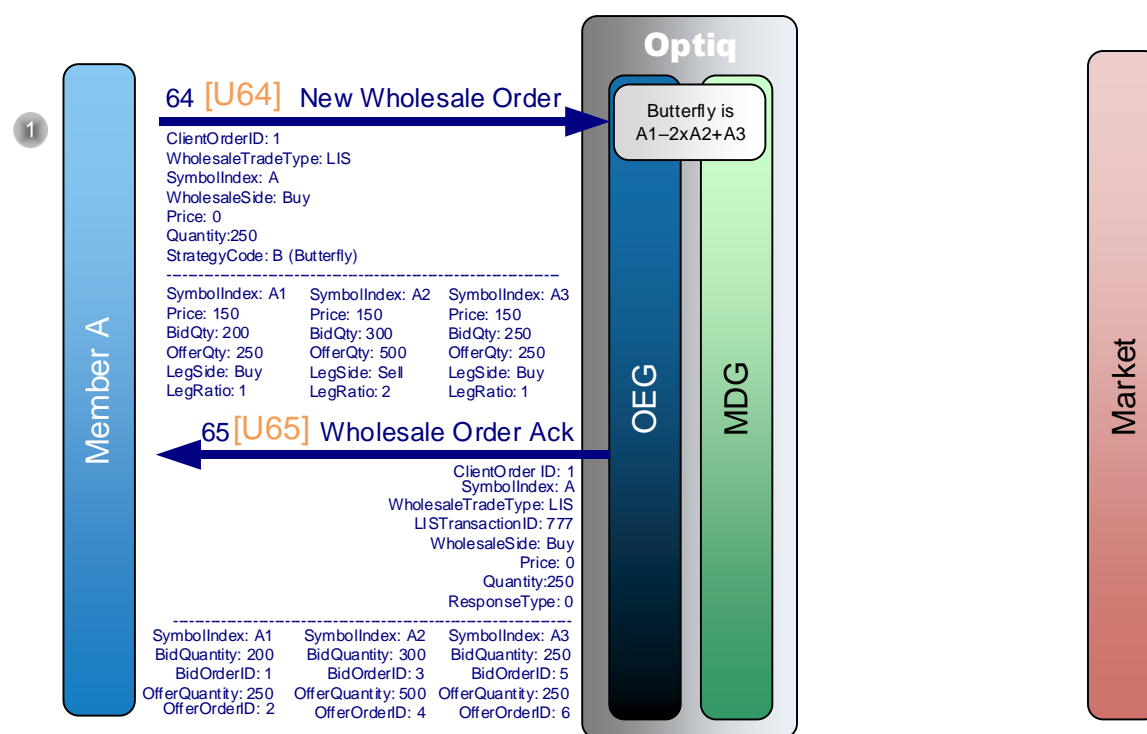 Optiq
64 [U64] New Wholesale Order
Butterfly is
A1–2xA2+A3
1
ClientOrderID: 1
WholesaleTradeType: LIS
SymbolIndex: A
WholesaleSide: Buy
Price: 0
Quantity:250
StrategyCode: B (Butterfly)
---------------------------------------------------------------
SymbolIndex: A1 SymbolIndex: A2 SymbolIndex: A3
Price: 150 Price: 150 Price: 150
BidQty: 200 BidQty: 300 BidQty: 250
OfferQty: 250 OfferQty: 500 OfferQty: 250
LegSide: Buy LegSide: Sell LegSide: Buy
LegRatio: 1 LegRatio: 2 LegRatio: 1
Member A
OEG
MDG
Market
65 [U65] Wholesale Order Ack
ClientOrder ID: 1
SymbolIndex: A
WholesaleTradeType: LIS
LISTransactionID: 777
WholesaleSide: Buy
Price: 0
Quantity:250
ResponseType: 0
---------------------------------------------------------------
SymbolIndex: A1 SymbolIndex: A2 SymbolIndex: A3
BidQuantity: 200 BidQuantity: 300 BidQuantity: 250
BidOrderID: 1 BidOrderID: 3 BidOrderID: 5
OfferQuantity: 250 OfferQuantity: 500 OfferQuantity: 250
OfferOrderID: 2 OfferOrderID: 4 OfferOrderID: 6